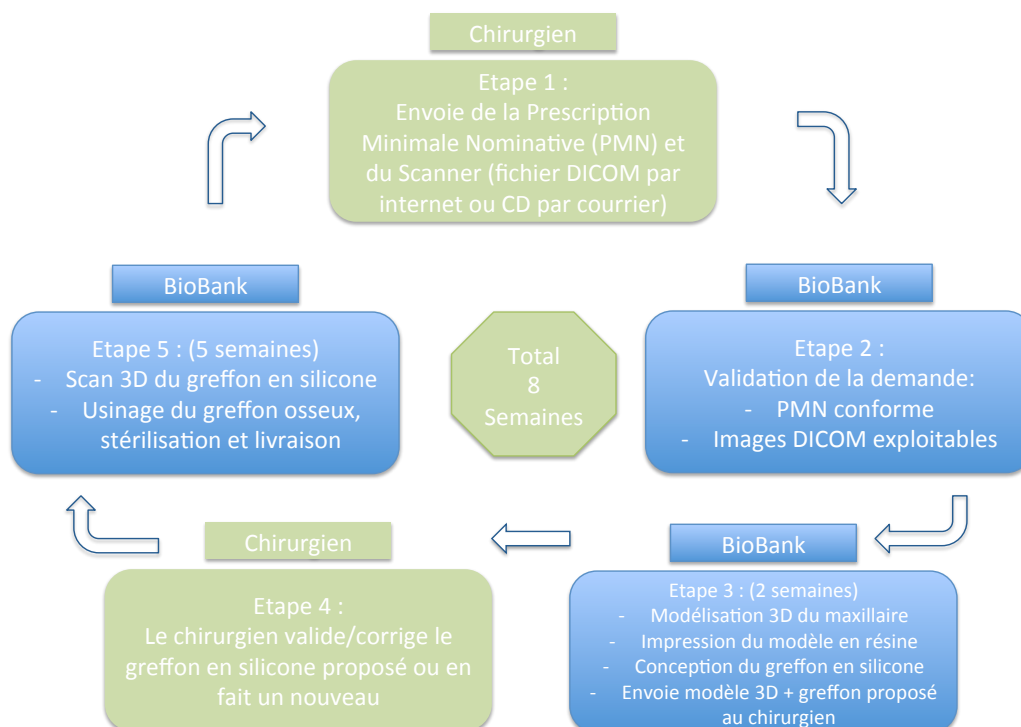 Chirurgien
Etape 1 :
Envoie de la Prescription
Minimale Nominative (PMN) et
du Scanner (fichier DICOM par
internet ou CD par courrier)
BioBank
Etape 2 :
Validation de la demande:
- PMN conforme
- Images DICOM exploitables
BioBank
Etape 3 : (2 semaines)
- Modélisation 3D du maxillaire
- Impression du modèle en résine
- Conception du greffon en silicone
- Envoie modèle 3D + greffon proposé
au chirurgien
Chirurgien
Etape 4 :
Le chirurgien valide/corrige le
greffon en silicone proposé ou en
fait un nouveau
BioBank
Etape 5 : (5 semaines)
- Scan 3D du greffon en silicone
- Usinage du greffon osseux,
stérilisation et livraison
Total
8
Semaines